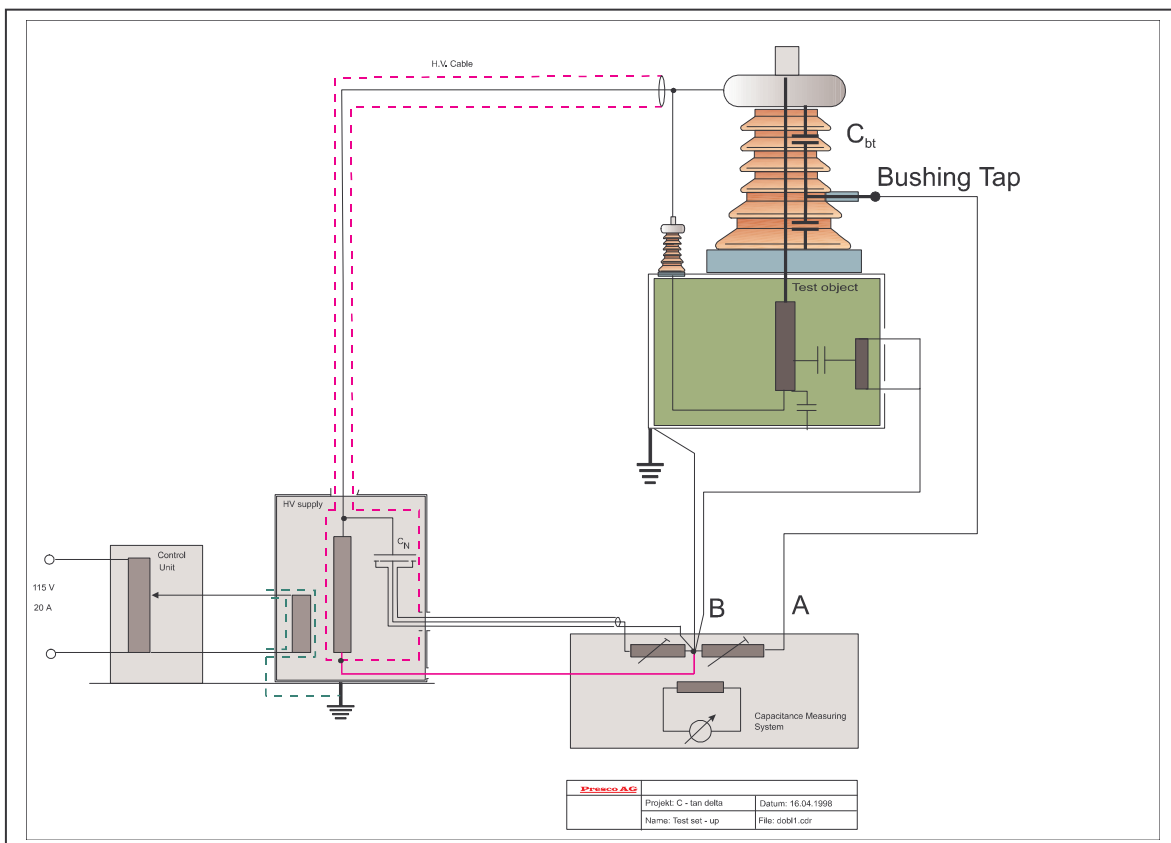 H.V. Cable
C bt
Bushing Tap
Test object
HV supply
C N
Control
Unit
115 V
20 A
B
A
Capacitance Measuring
System
Presco AG
Projekt: C - tan delta
Datum: 16.04.1998
Name: Test set - up
File: dobl1.cdr